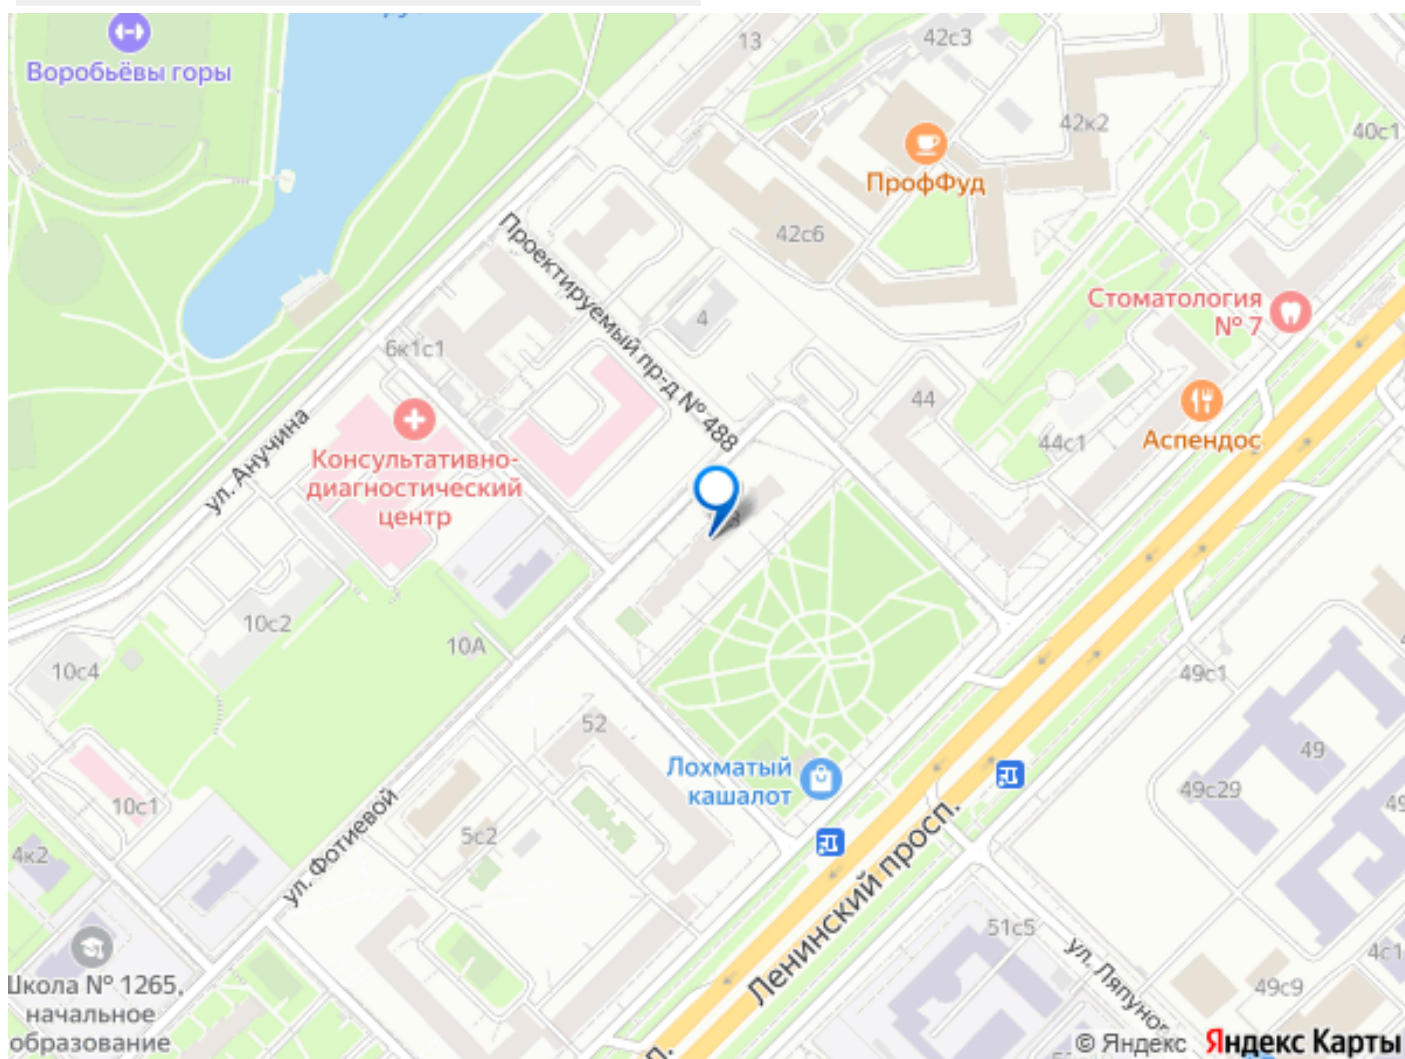 13
42с3
Воробьёвы горы
42к2
40с1
ПрофФуд
42с6
Проектируемый пр-д № 488
Стоматология
№ 7
4
6к1с1
44
ул. Анучина
44с1
Аспендос
Консультативно-
диагностический
центр
10с2
10А
10с4
49с1
52
49
Лохматый
кашалот
49с29
10с1
5с2
4к2
ул. Фотиевой
Ленинский просп.
51с5
Школа № 1265,
начальное
образование
49с9
© Яндекс Яндекс Карты